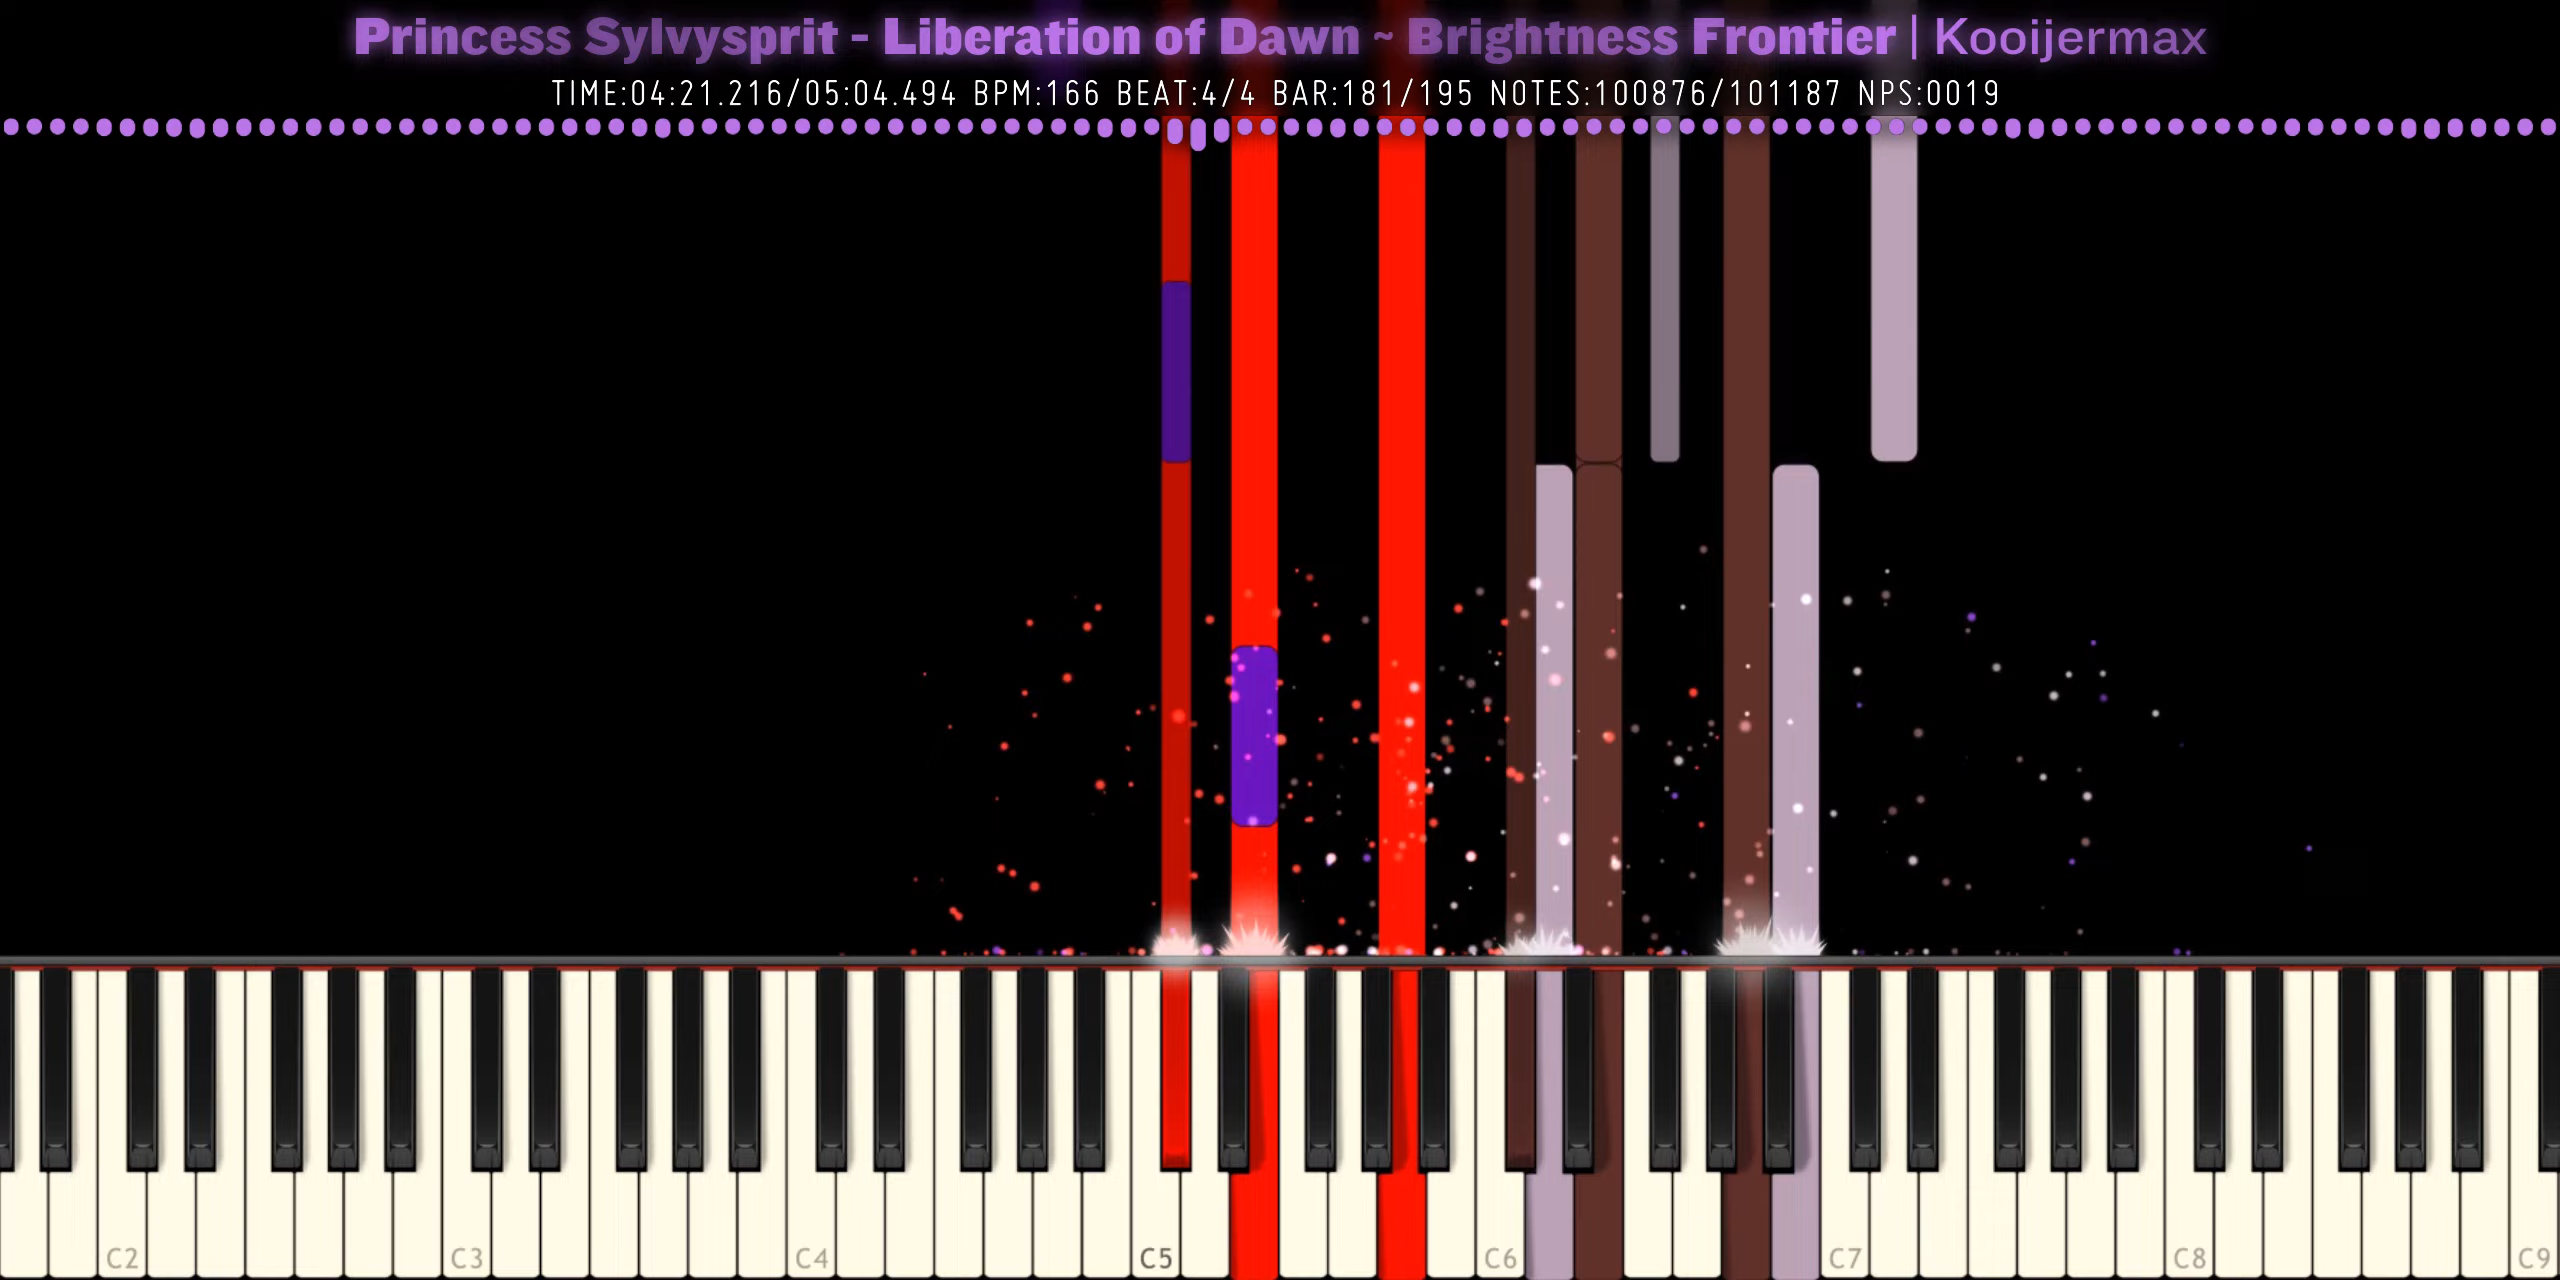 Princess Sylvysprit - Liberation of Dawn ~ Brightness Frontier | Kooijermax
TIME:04:21.216/05:04.494 BPM:166 BEAT:4/4 BAR:181/195 NOTES:100876/101187 NPS:0019
C2 C3 C4 C5 C6 C7 C8 C9